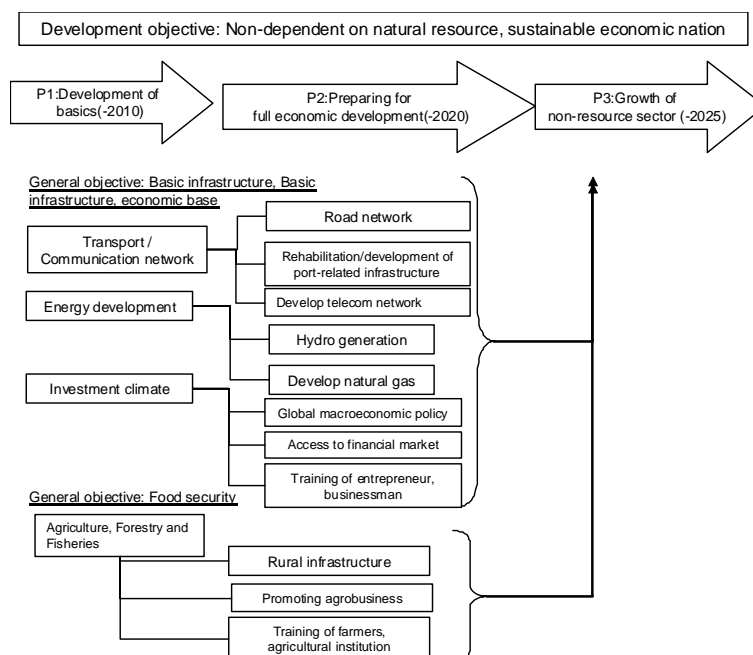 Development objective: Non-dependent on natural resource, sustainable economic nation
P1:Development of
basics(-2010)
P2:Preparing for
full economic development(-2020)
P3:Growth of
non-resource sector (-2025)
General objective: Basic infrastructure, Basic
infrastructure, economic base
Transport /
Communication network
Road network
Rehabilitation/development of
port-related infrastructure
Develop telecom network
Energy development
Hydro generation
Develop natural gas
Investment climate
Global macroeconomic policy
Access to financial market
Training of entrepreneur,
businessman
General objective: Food security
Agriculture, Forestry and
Fisheries
Rural infrastructure
Promoting agrobusiness
Training of farmers,
agricultural institution